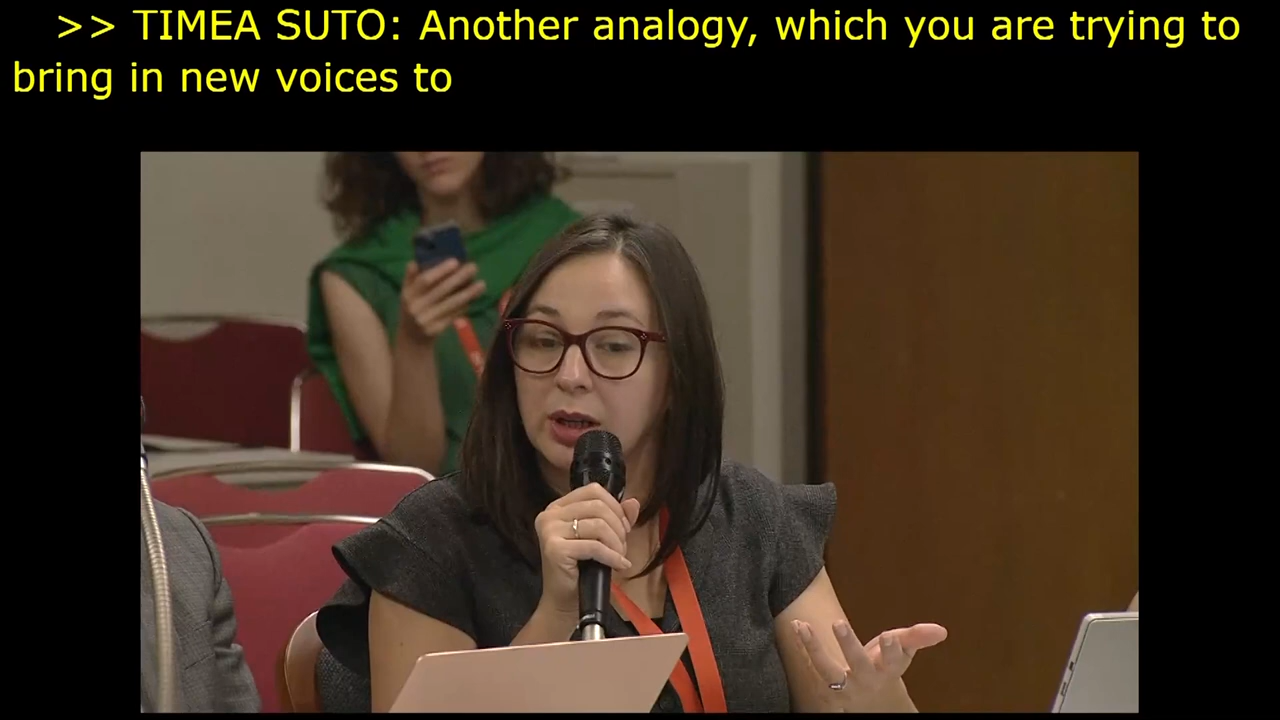 >> TIMEA SUTO: Another analogy, which you are trying to
bring in new voices to